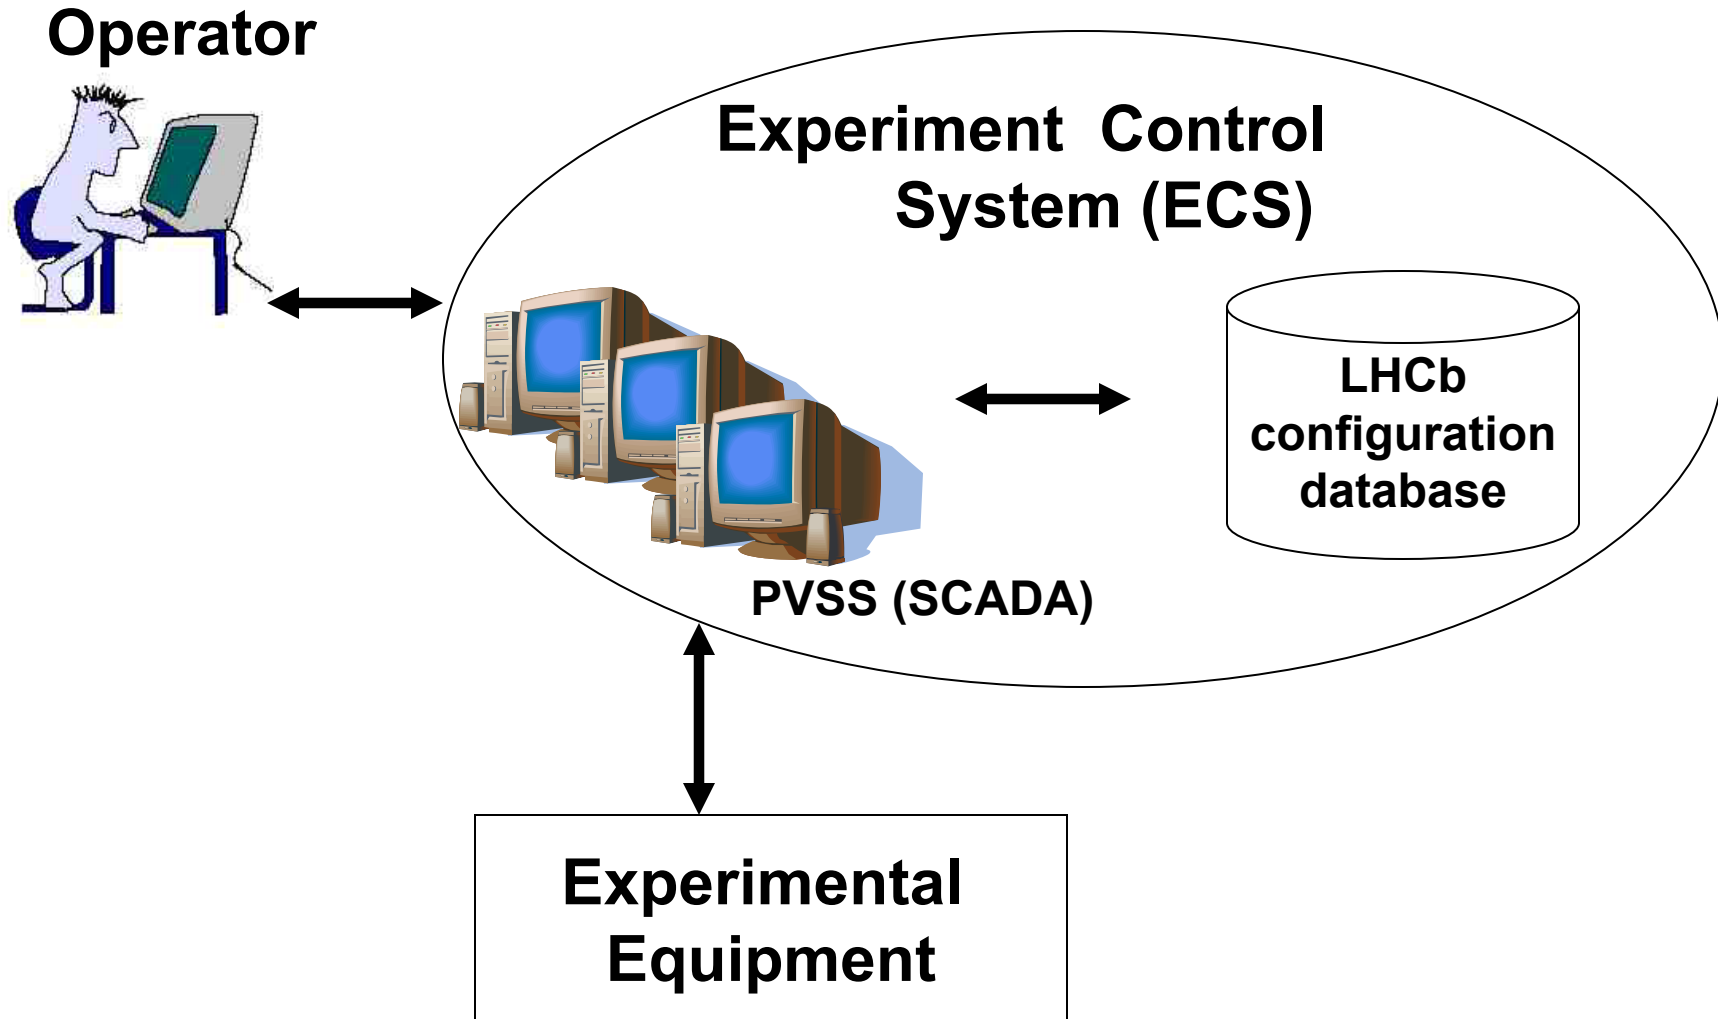 Operator
Experiment Control
System (ECS)
LHCb
configuration
database
PVSS (SCADA)
Experimental
Equipment